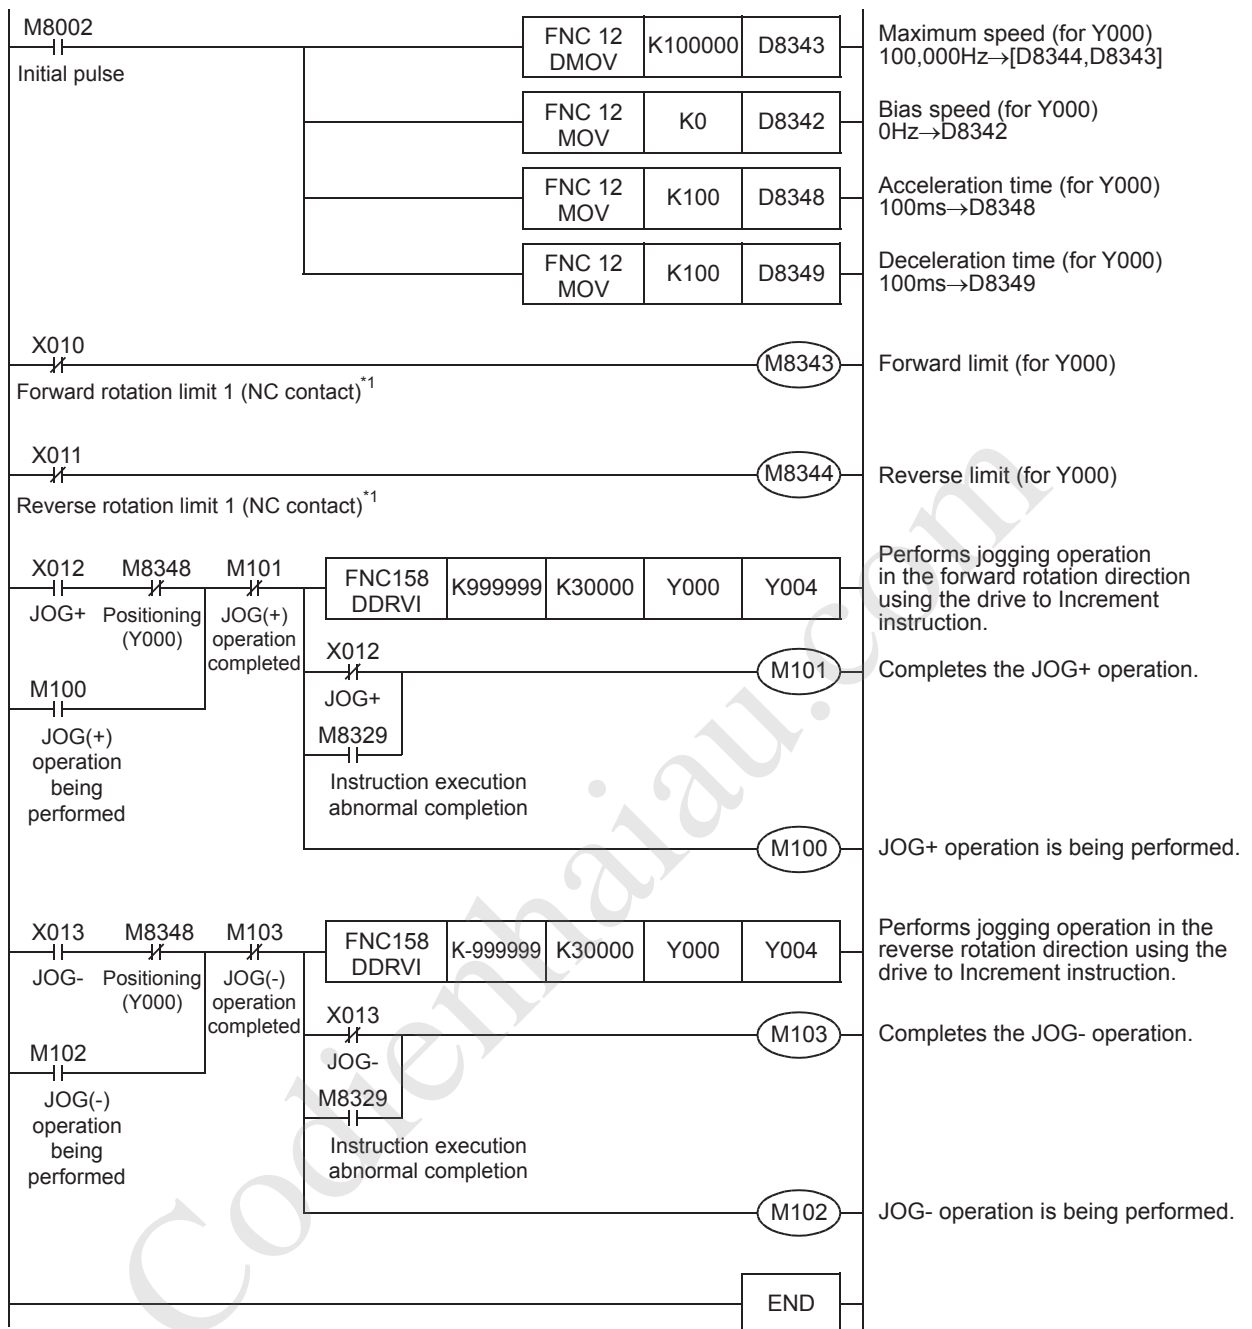 M8002
Initial pulse
FNC 12
DMOV
K100000
D8343
Maximum speed (for Y000)
100,000Hz→[D8344,D8343]
FNC 12
MOV
K0
D8342
Bias speed (for Y000)
0Hz→D8342
FNC 12
MOV
K100
D8348
Acceleration time (for Y000)
100ms→D8348
FNC 12
MOV
K100
D8349
Deceleration time (for Y000)
100ms→D8349
X010
Forward rotation limit 1 (NC contact)*1
M8343
Forward limit (for Y000)
X011
Reverse rotation limit 1 (NC contact)*1
M8344
Reverse limit (for Y000)
X012
JOG+
M8348
Positioning
(Y000)
M101
JOG(+)
operation
completed
FNC158
DDRVI
K999999
K30000
Y000
Y004
Performs jogging operation
in the forward rotation direction
using the drive to Increment
instruction.
X012
JOG+
M101
Completes the JOG+ operation.
M100
JOG(+)
operation
being
performed
M8329
Instruction execution
abnormal completion
M100
JOG+ operation is being performed.
X013
JOG-
M8348
Positioning
(Y000)
M103
JOG(-)
operation
completed
FNC158
DDRVI
K-999999
K30000
Y000
Y004
Performs jogging operation in the
reverse rotation direction using the
drive to Increment instruction.
X013
JOG-
M103
Completes the JOG- operation.
M102
JOG(-)
operation
being
performed
M8329
Instruction execution
abnormal completion
M102
JOG- operation is being performed.
END
Codienhaiau.com